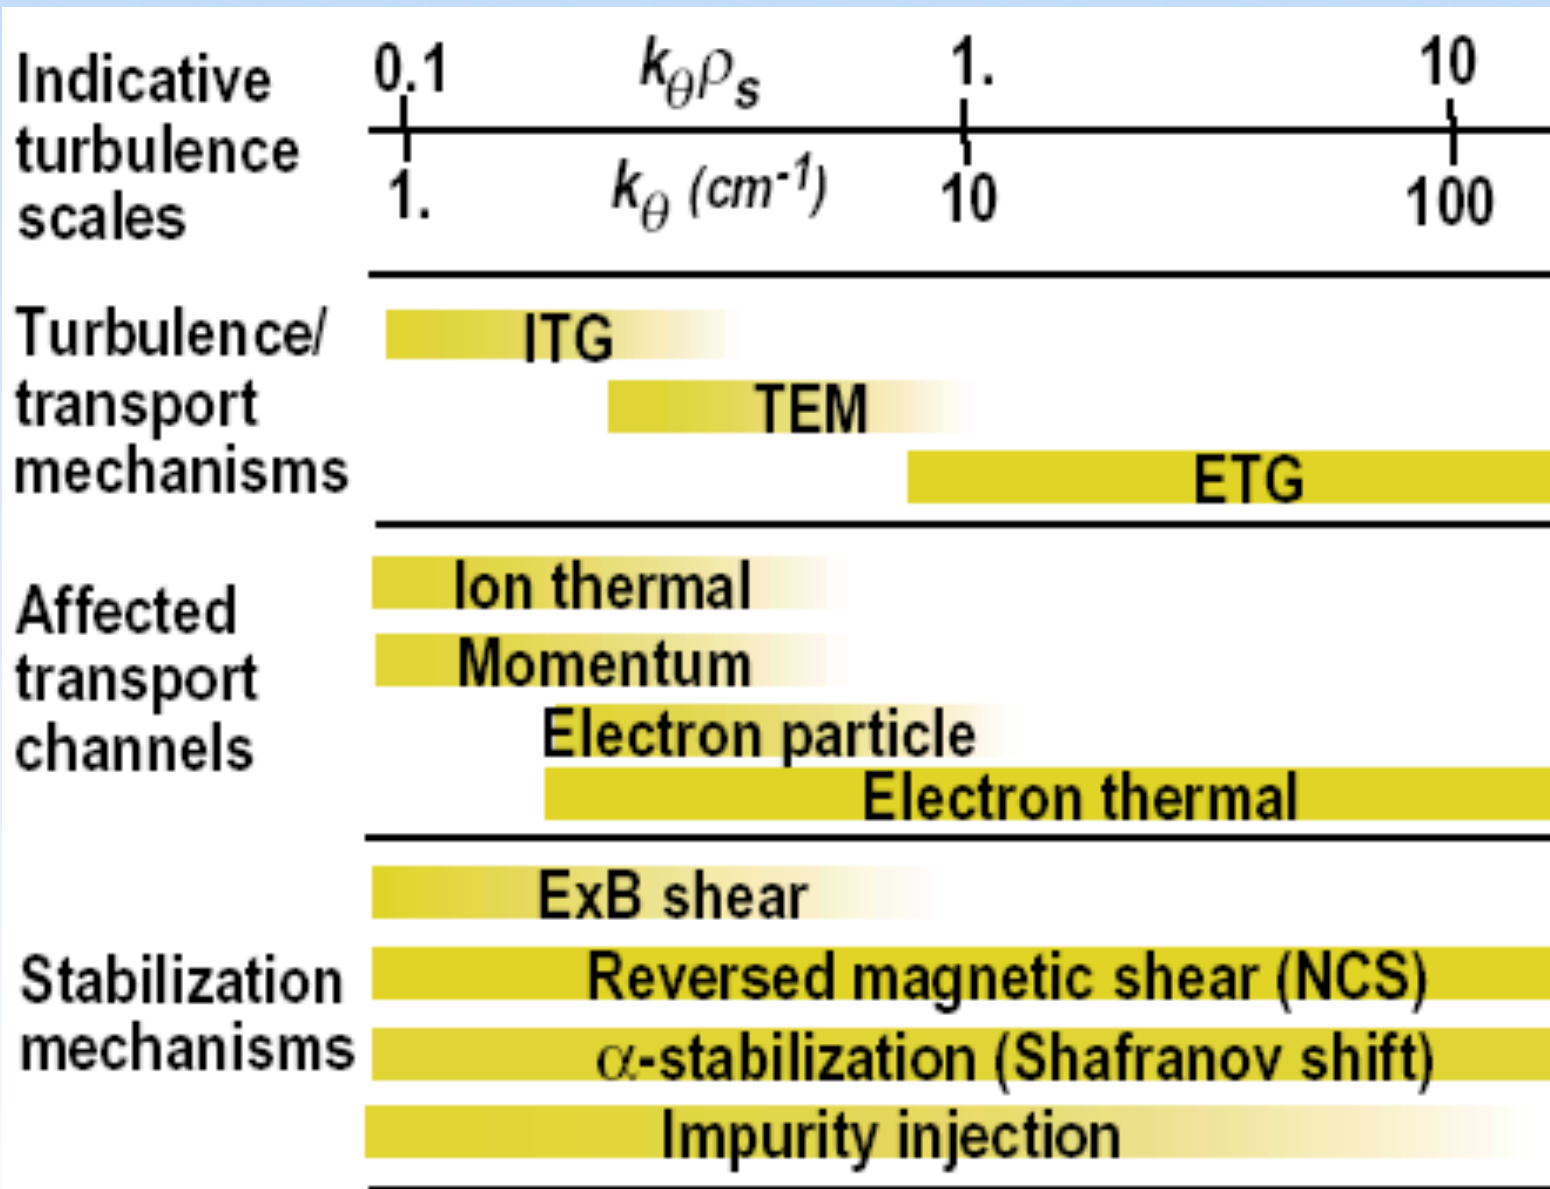 Indicative
turbulence
scales
0.1 kθρs 1. 10
1. kθ (cm⁻¹) 10 100
Turbulence/
transport
mechanisms
ITG
TEM
ETG
Affected
transport
channels
Ion thermal
Momentum
Electron particle
Electron thermal
Stabilization
mechanisms
ExB shear
Reversed magnetic shear (NCS)
α-stabilization (Shafranov shift)
Impurity injection